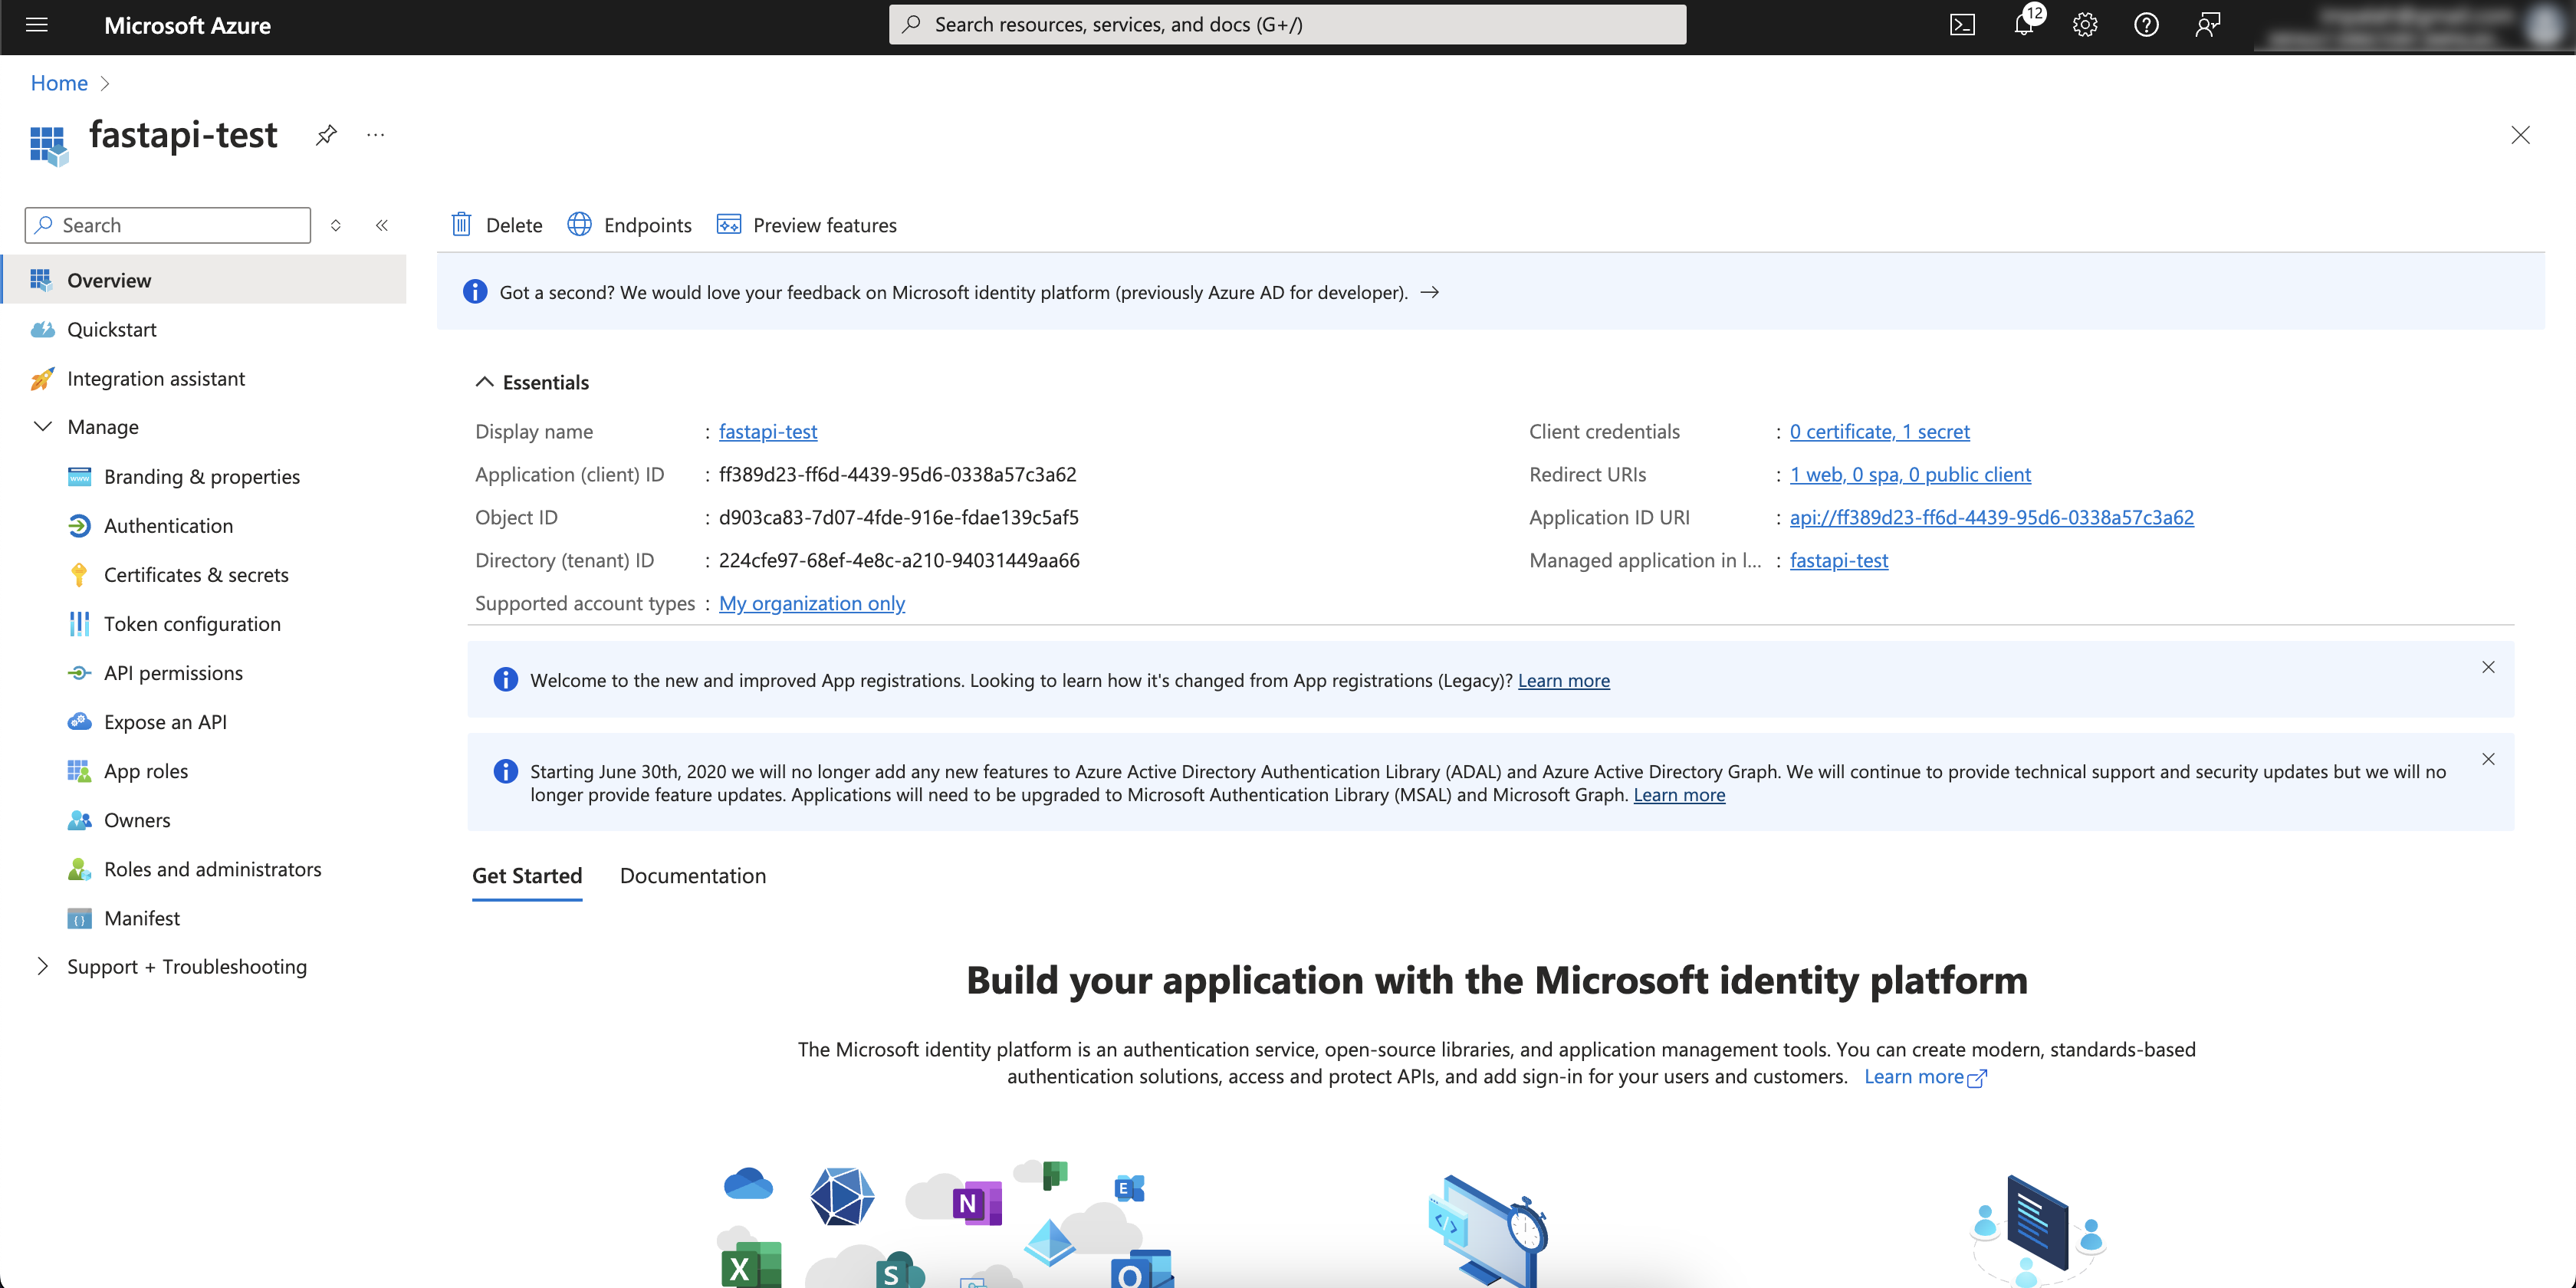 Microsoft Azure
Search resources, services, and docs (G+/)
12
Home
fastapi-test
Search
Delete
Endpoints
Preview features
Overview
Quickstart
Integration assistant
Manage
Branding & properties
Authentication
Certificates & secrets
Token configuration
API permissions
Expose an API
App roles
Owners
Roles and administrators
Manifest
Support + Troubleshooting
Got a second? We would love your feedback on Microsoft identity platform (previously Azure AD for developer).
Essentials
Display name : fastapi-test
Application (client) ID : ff389d23-ff6d-4439-95d6-0338a57c3a62
Object ID : d903ca83-7d07-4fde-916e-fdae139c5af5
Directory (tenant) ID : 224cfe97-68ef-4e8c-a210-94031449aa66
Supported account types : My organization only
Client credentials : 0 certificate, 1 secret
Redirect URIs : 1 web, 0 spa, 0 public client
Application ID URI : api://ff389d23-ff6d-4439-95d6-0338a57c3a62
Managed application in l... : fastapi-test
Welcome to the new and improved App registrations. Looking to learn how it's changed from App registrations (Legacy)? Learn more
Starting June 30th, 2020 we will no longer add any new features to Azure Active Directory Authentication Library (ADAL) and Azure Active Directory Graph. We will continue to provide technical support and security updates but we will no
longer provide feature updates. Applications will need to be upgraded to Microsoft Authentication Library (MSAL) and Microsoft Graph. Learn more
Get Started
Documentation
Build your application with the Microsoft identity platform
The Microsoft identity platform is an authentication service, open-source libraries, and application management tools. You can create modern, standards-based
authentication solutions, access and protect APIs, and add sign-in for your users and customers. Learn more
N
E
X
S
O